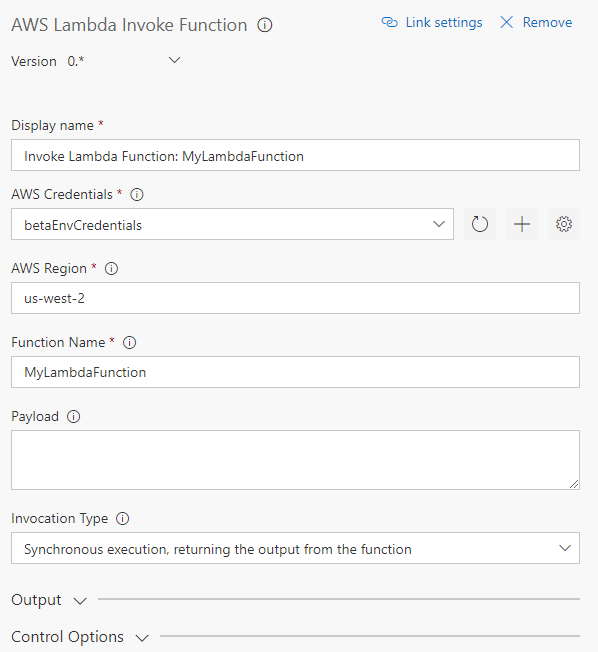 AWS Lambda Invoke Function Link settings Remove
Version 0.*
Display name *
Invoke Lambda Function: MyLambdaFunction
AWS Credentials *
betaEnvCredentials
AWS Region *
us-west-2
Function Name *
MyLambdaFunction
Payload
Invocation Type
Synchronous execution, returning the output from the function
Output
Control Options